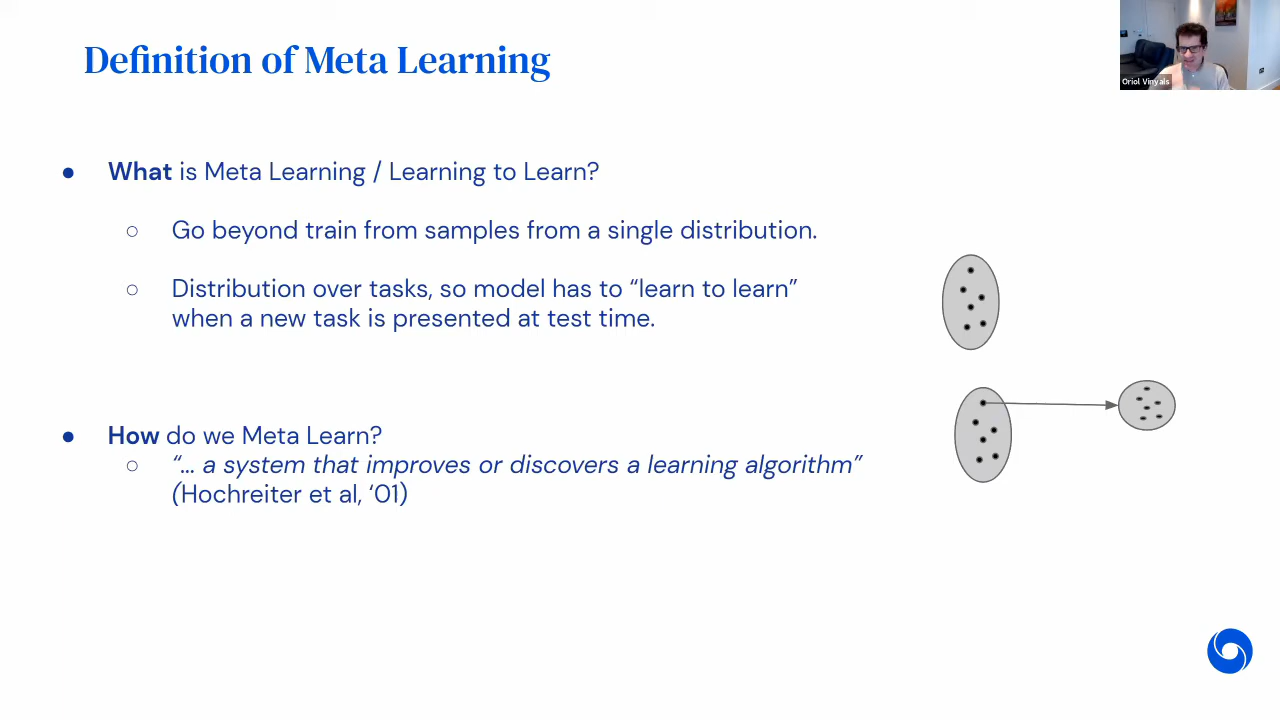 Definition of Meta Learning
Oriol Vinyals
● What is Meta Learning / Learning to Learn?
○ Go beyond train from samples from a single distribution.
○ Distribution over tasks, so model has to “learn to learn”
when a new task is presented at test time.
● How do we Meta Learn?
○ “... a system that improves or discovers a learning algorithm”
(Hochreiter et al, ‘01)